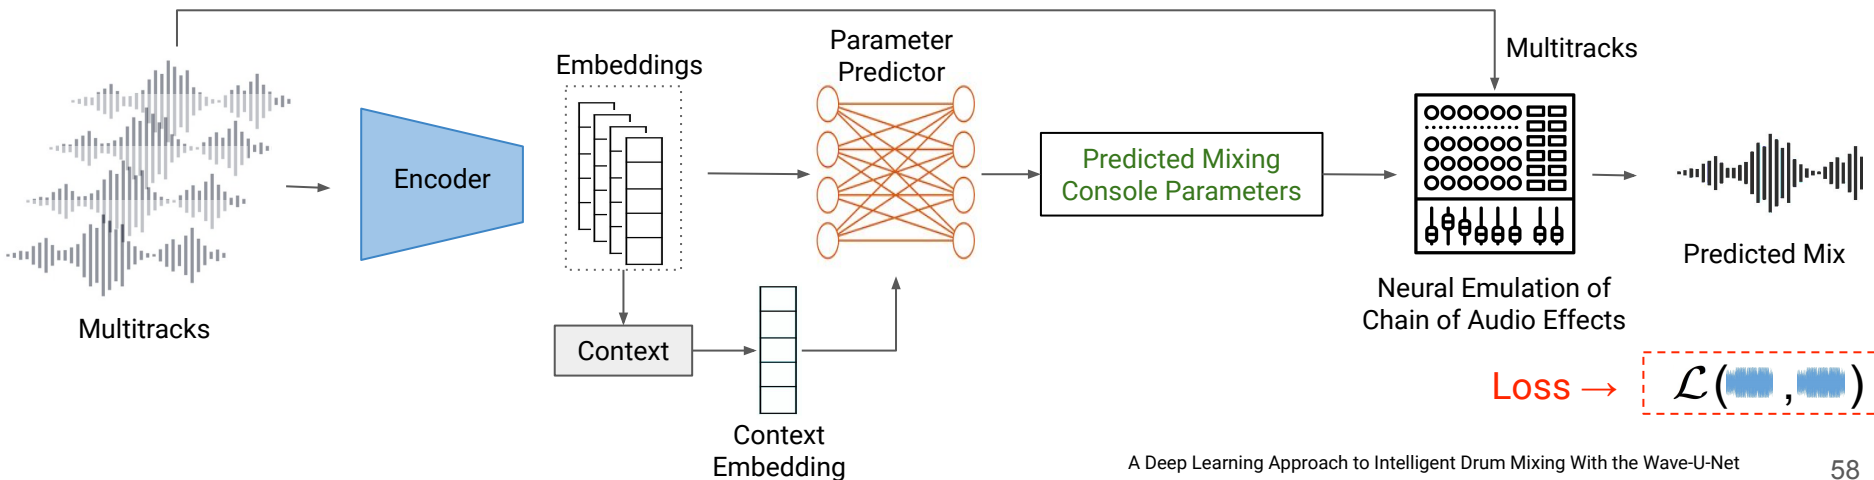 Multitracks
Encoder
Embeddings
Context
Context
Embedding
Parameter
Predictor
Predicted Mixing
Console Parameters
Multitracks
Neural Emulation of
Chain of Audio Effects
Predicted Mix
Loss → ℒ( , )
A Deep Learning Approach to Intelligent Drum Mixing With the Wave-U-Net
58